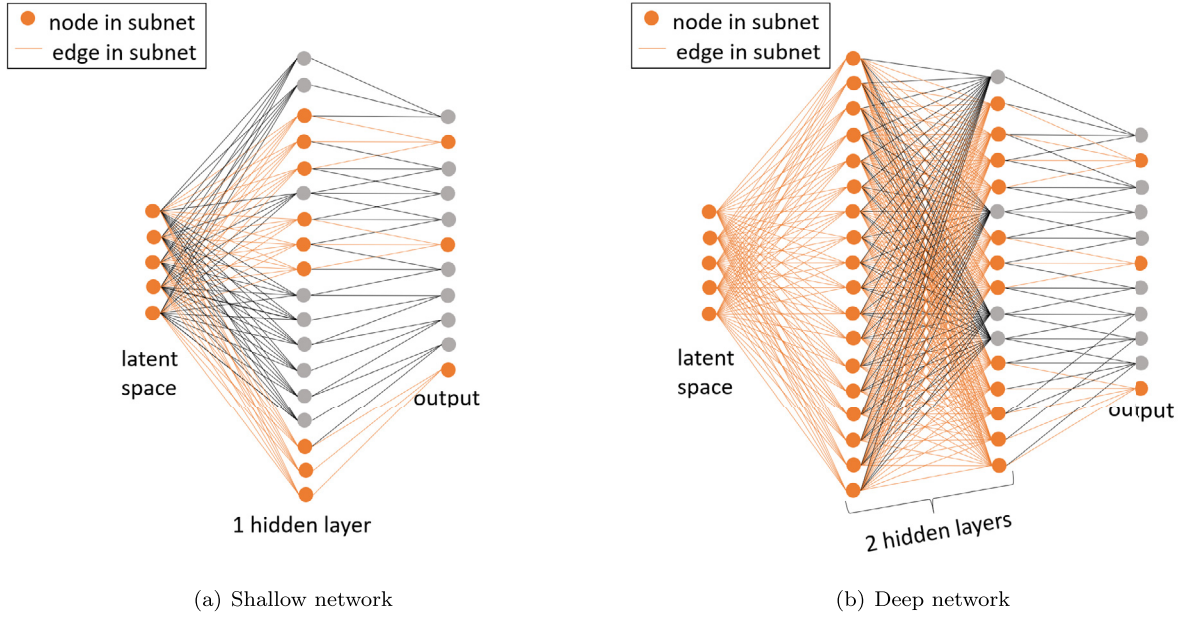 node in subnet
edge in subnet
latent
space
output
1 hidden layer
(a) Shallow network
node in subnet
edge in subnet
latent
space
output
2 hidden layers
(b) Deep network